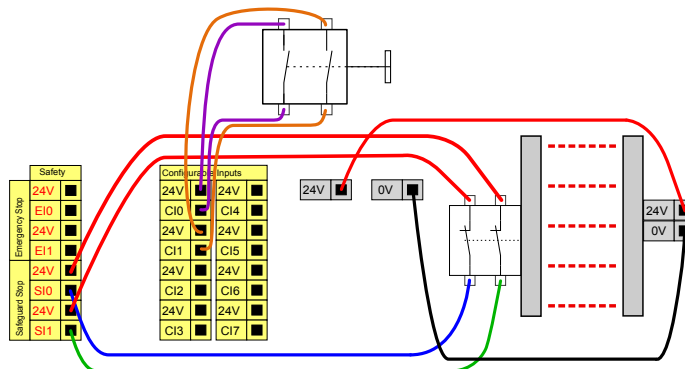 Safety
Emergency Stop
24V
EI0
24V
EI1
Safeguard Stop
24V
SI0
24V
SI1
Configurable Inputs
24V 24V
CI0 CI4
24V 24V
CI1 CI5
24V 24V
CI2 CI6
24V 24V
CI3 CI7
24V
0V
24V
0V